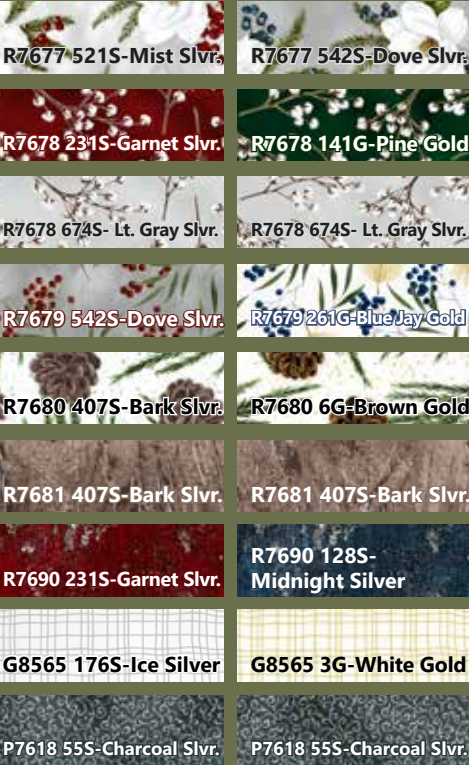 R7677 521S-Mist Slvr.
R7677 542S-Dove Slvr.
R7678 231S-Garnet Slvr.
R7678 141G-Pine Gold
R7678 674S- Lt. Gray Slvr.
R7678 674S- Lt. Gray Slvr.
R7679 542S-Dove Slvr.
R7679 261G-Blue Jay Gold
R7680 407S-Bark Slvr.
R7680 6G-Brown Gold
R7681 407S-Bark Slvr.
R7681 407S-Bark Slvr.
R7690 231S-Garnet Slvr.
R7690 128S-
Midnight Silver
G8565 176S-Ice Silver
G8565 3G-White Gold
P7618 55S-Charcoal Slvr.
P7618 55S-Charcoal Slvr.